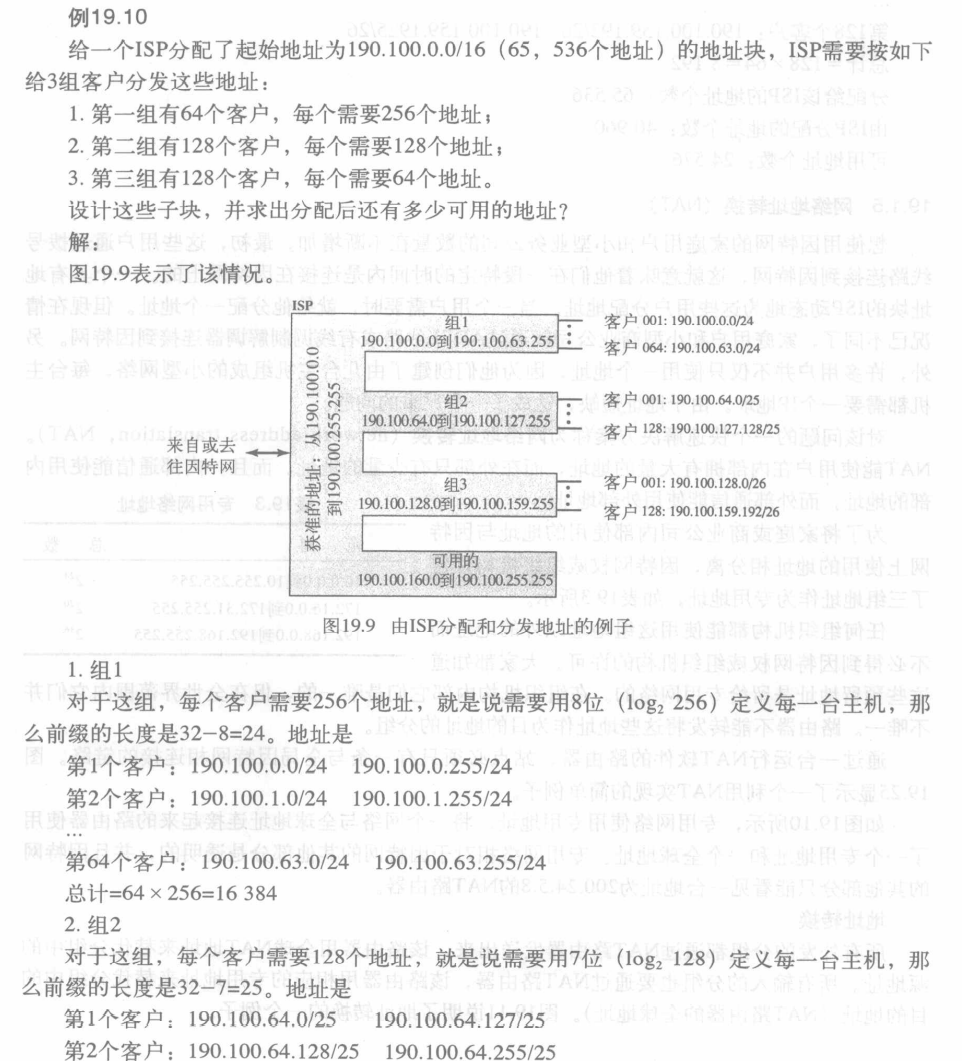 例19.10
给一个ISP分配了起始地址为190.100.0.0/16（65，536个地址）的地址块，ISP需要按如下
给3组客户分发这些地址：
1. 第一组有64个客户，每个需要256个地址；
2. 第二组有128个客户，每个需要128个地址；
3. 第三组有128个客户，每个需要64个地址。
设计这些子块，并求出分配后还有多少可用的地址？
解：
图19.9表示了该情况。
ISP
组1
190.100.0.0到190.100.63.255
客户 001: 190.100.0.0/24
客户 064: 190.100.63.0/24
组2
190.100.64.0到190.100.127.255
客户 001: 190.100.64.0/25
客户 128: 190.100.127.128/25
来自或去
往因特网
获准的地址：从190.100.0.0
到190.100.255.255
组3
190.100.128.0到190.100.159.255
客户 001: 190.100.128.0/26
客户 128: 190.100.159.192/26
可用的
190.100.160.0到190.100.255.255
图19.9 由ISP分配和分发地址的例子
1. 组1
对于这组，每个客户需要256个地址，就是说需要用8位（log₂ 256）定义每一台主机，那
么前缀的长度是32−8=24。地址是
第1个客户：190.100.0.0/24 190.100.0.255/24
第2个客户：190.100.1.0/24 190.100.1.255/24
…
第64个客户：190.100.63.0/24 190.100.63.255/24
总计=64×256=16 384
2. 组2
对于这组，每个客户需要128个地址，就是说需要用7位（log₂ 128）定义每一台主机，那
么前缀的长度是32−7=25。地址是
第1个客户：190.100.64.0/25 190.100.64.127/25
第2个客户：190.100.64.128/25 190.100.64.255/25